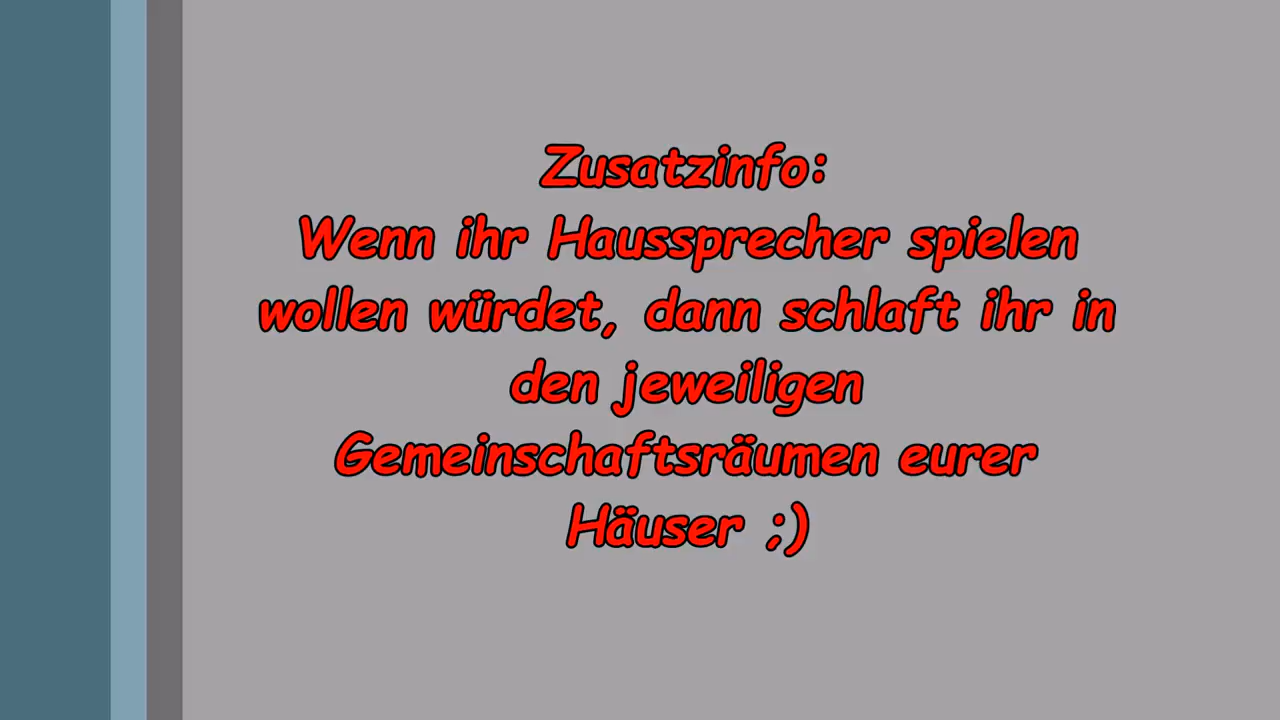 Zusatzinfo:
Wenn ihr Haussprecher spielen
wollen würdet, dann schlaft ihr in
den jeweiligen
Gemeinschaftsräumen eurer
Häuser ;)